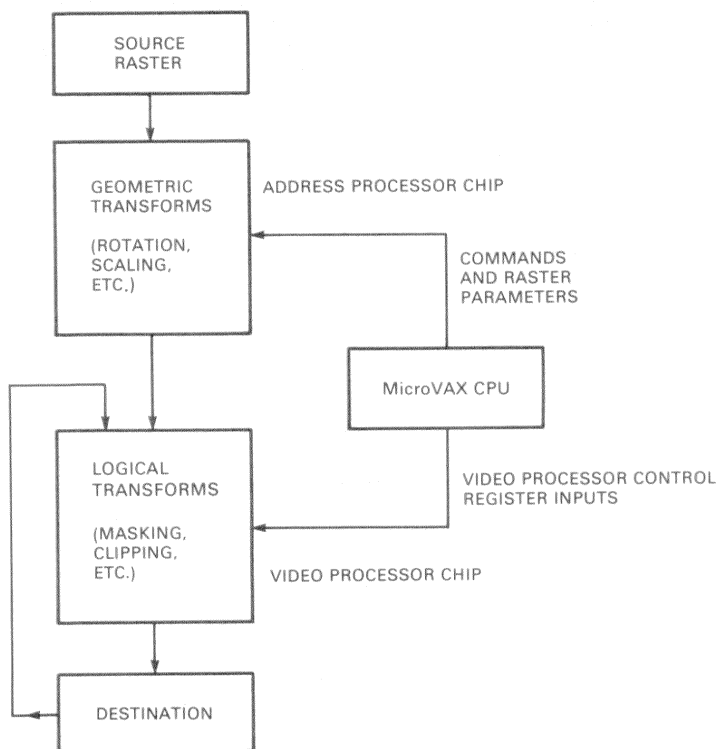 SOURCE
RASTER
GEOMETRIC
TRANSFORMS
(ROTATION,
SCALING,
ETC.)
ADDRESS PROCESSOR CHIP
COMMANDS
AND RASTER
PARAMETERS
MicroVAX CPU
LOGICAL
TRANSFORMS
(MASKING,
CLIPPING,
ETC.)
VIDEO PROCESSOR CONTROL
REGISTER INPUTS
VIDEO PROCESSOR CHIP
DESTINATION